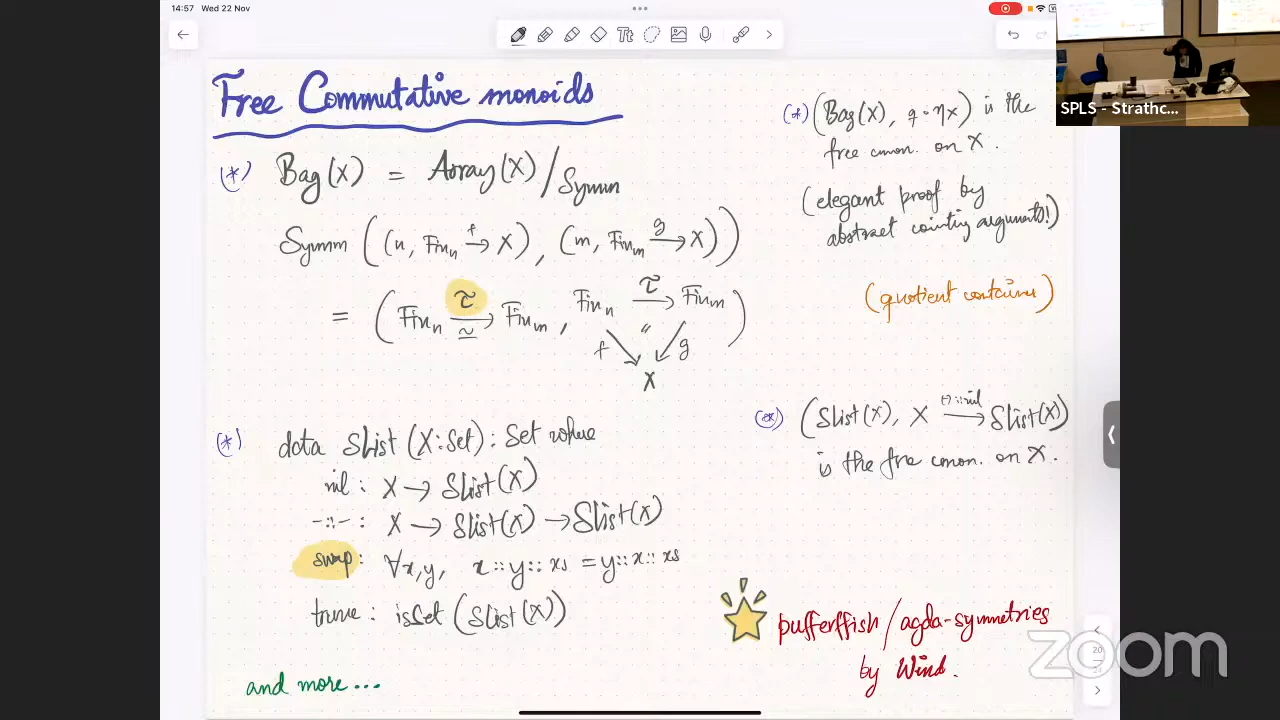 14:57 Wed 22 Nov
Free Commutative monoids
(*) Bag(X) = Array(X) / Symm
Symm ((n, Fin_n →f X), (m, Fin_m →g X))
= (Fin_n →τ ≃ Fin_m, Fin_n →τ Fin_m
f " g
X)
(*) data SList (X : Set) : Set where
nil : X → SList(X)
-::- : X → SList(X) → SList(X)
swap : ∀x,y, x :: y :: xs = y :: x :: xs
trunc : isSet (SList(X))
and more...
(*) (Bag(X), q∘ηx) is the
free cmon. on X.
(elegant proof by
abstract counting arguments!)
(quotient containers)
(*) (SList(X), X →(-)::nil SList(X))
is the fre cmon. on X.
pufferffish/agda-symmetries
by Wind.
SPLS - Strathc...
20
zoom